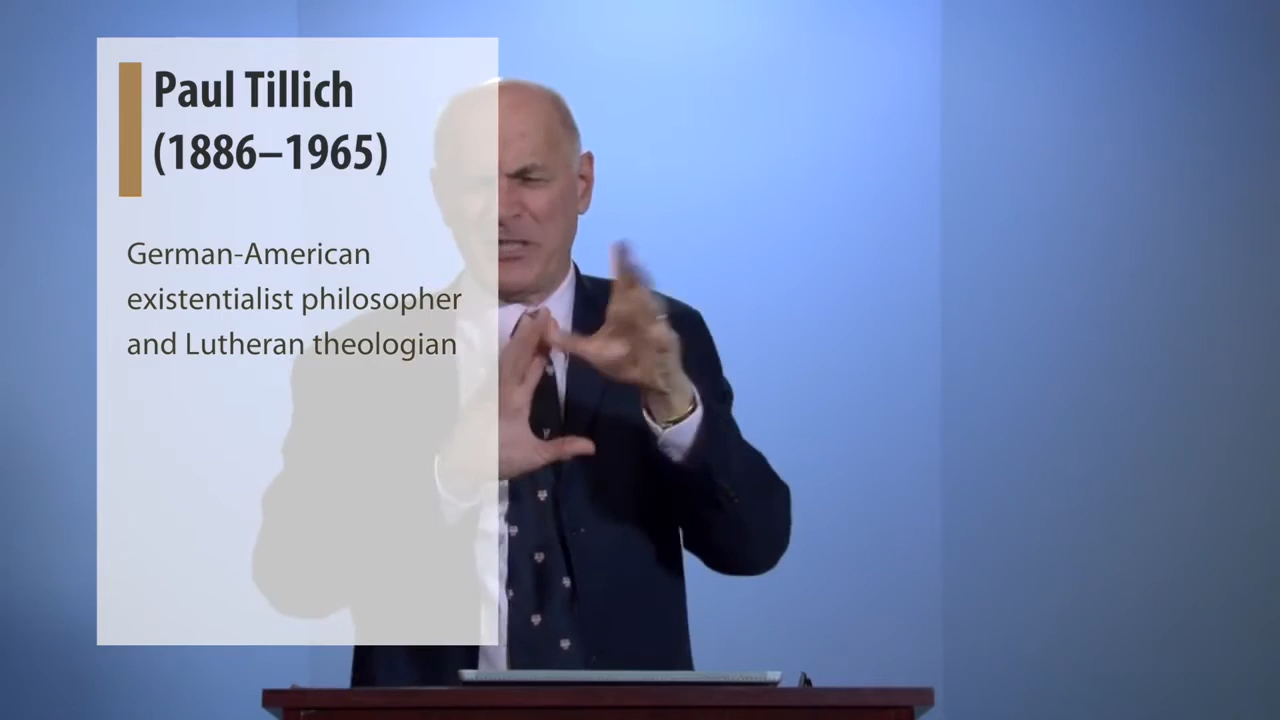 Paul Tillich
(1886–1965)
German-American
existentialist philosopher
and Lutheran theologian